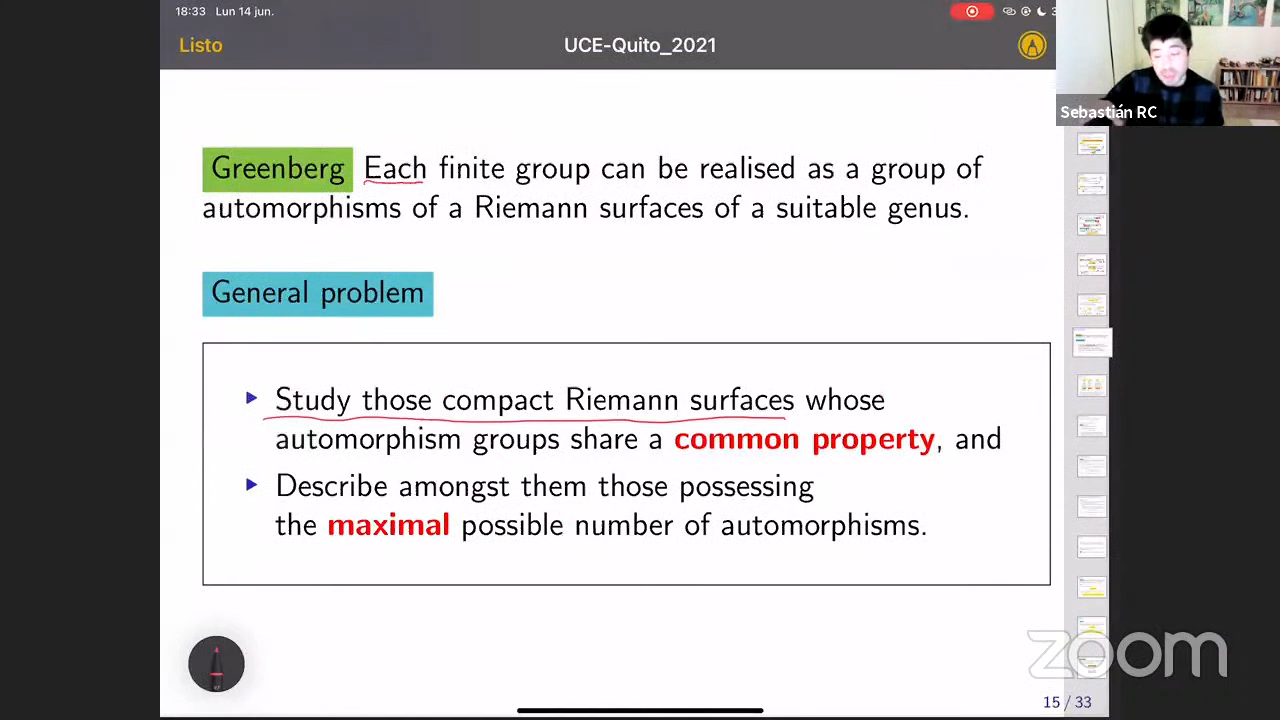 18:33 Lun 14 jun.
Listo
UCE-Quito_2021
Sebastián RC
Greenberg Each finite group can be realised as a group of
automorphisms of a Riemann surfaces of a suitable genus.
General problem
Study those compact Riemann surfaces whose
automorphism groups share a common property, and
Describe amongst them those possessing
the maximal possible number of automorphisms.
zoom
15 / 33